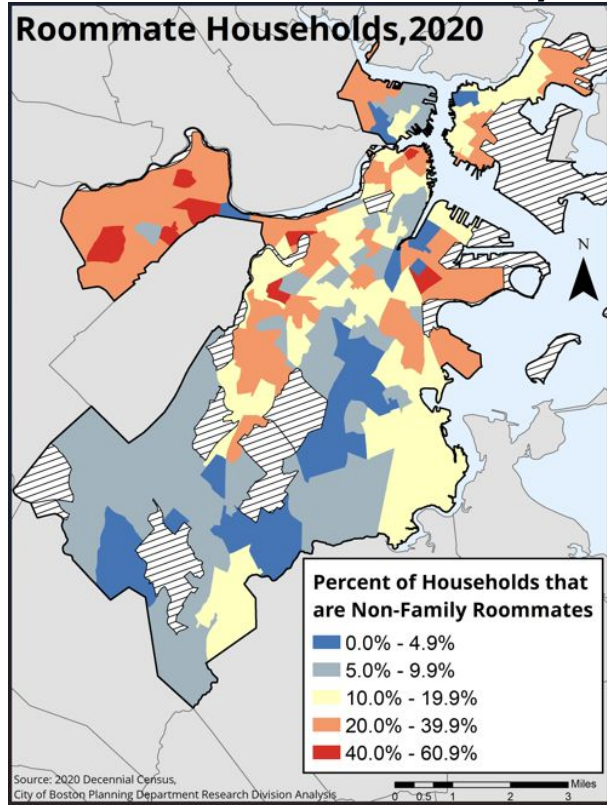 Roommate Households,2020
N
Percent of Households that
are Non-Family Roommates
0.0% - 4.9%
5.0% - 9.9%
10.0% - 19.9%
20.0% - 39.9%
40.0% - 60.9%
Source: 2020 Decennial Census,
City of Boston Planning Department Research Division Analysis
Miles
0 0.5 1 2 3